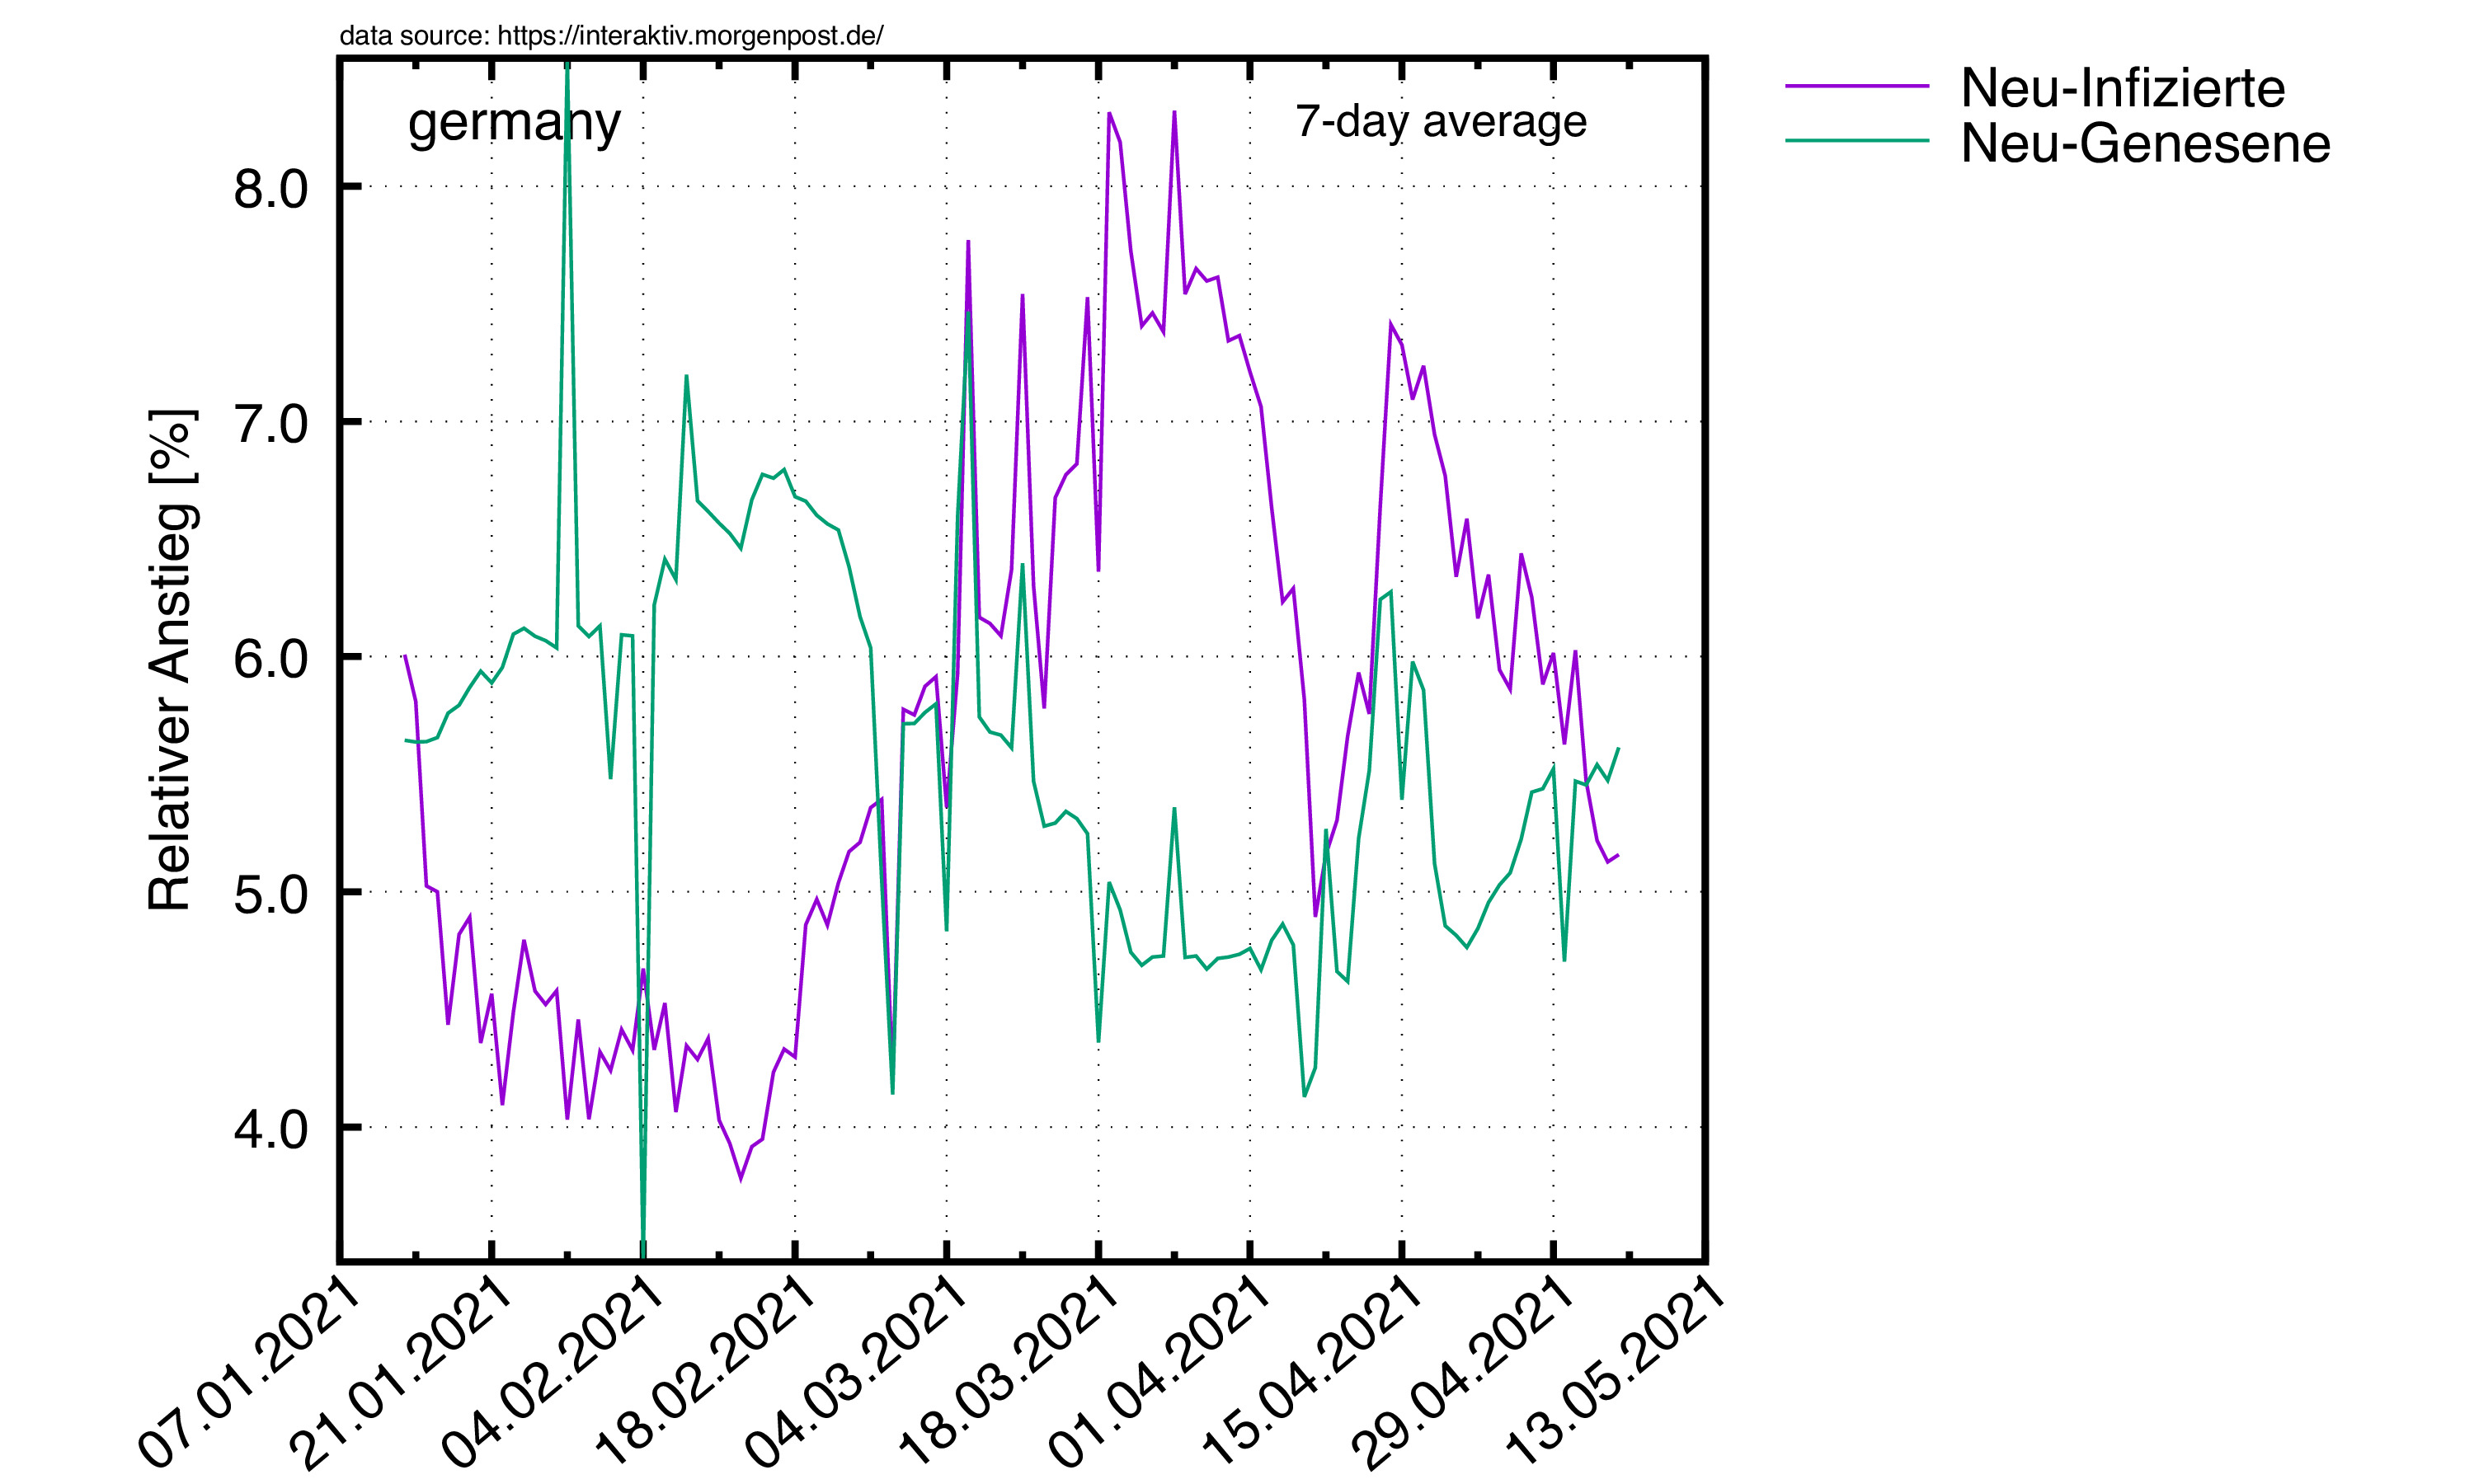 data source: https://interaktiv.morgenpost.de/
germany
7-day average
Neu-Infizierte
Neu-Genesene
Relativer Anstieg [%]
8.0
7.0
6.0
5.0
4.0
07.01.2021
21.01.2021
04.02.2021
18.02.2021
04.03.2021
18.03.2021
01.04.2021
15.04.2021
29.04.2021
13.05.2021